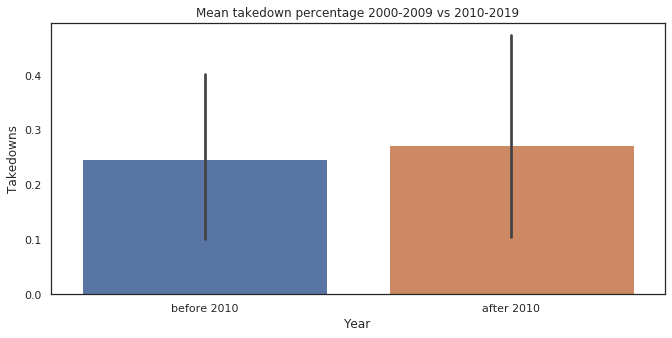 Mean takedown percentage 2000-2009 vs 2010-2019
0.4
0.3
0.2
0.1
0.0
Takedowns
before 2010
after 2010
Year